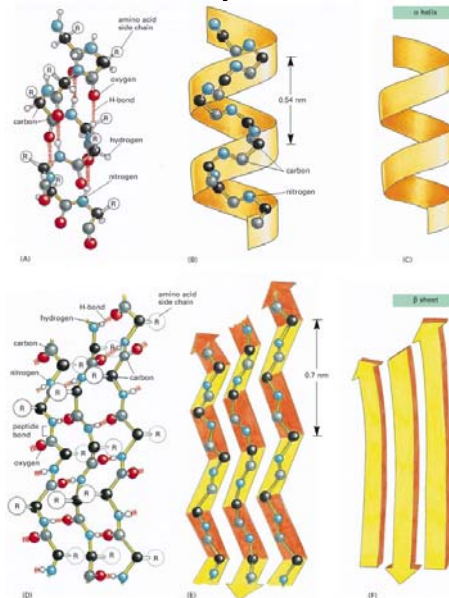 α helix
amino acid
side chain
R
R
oxygen
0.54 nm
H-bond
R
R
carbon
R
R
hydrogen
carbon
R
nitrogen
nitrogen
R
R
(A)
(B)
(C)
amino acid
side chain
β sheet
H-bond
hydrogen
R
carbon
R
R
nitrogen
carbon
0.7 nm
R
R
R
R
peptide
bond
R
R
oxygen
R
R
R
R
R
R
(D)
(E)
(F)